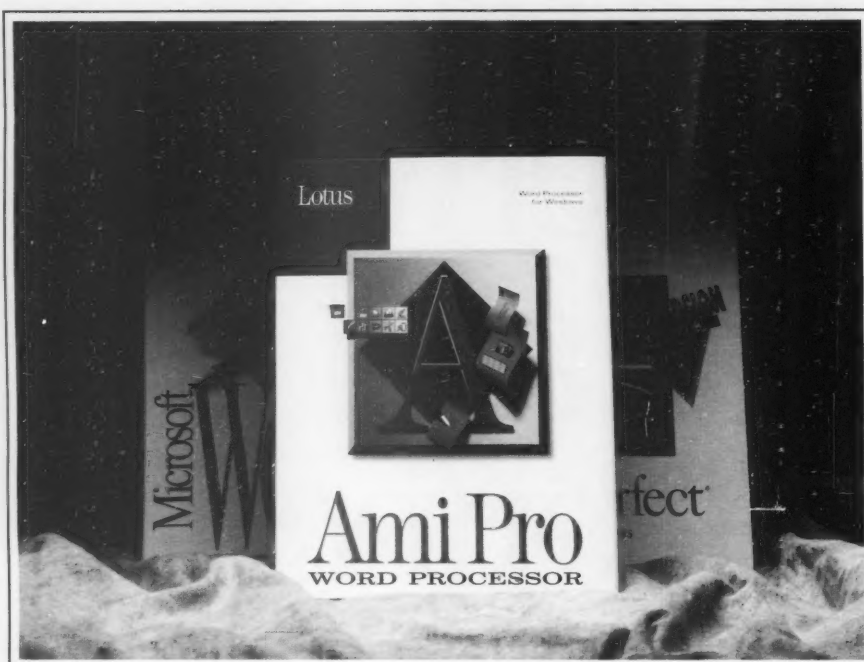 Lotus
Word Processor
for Windows
Microsoft
W
Ami Pro
WORD PROCESSOR
rfect